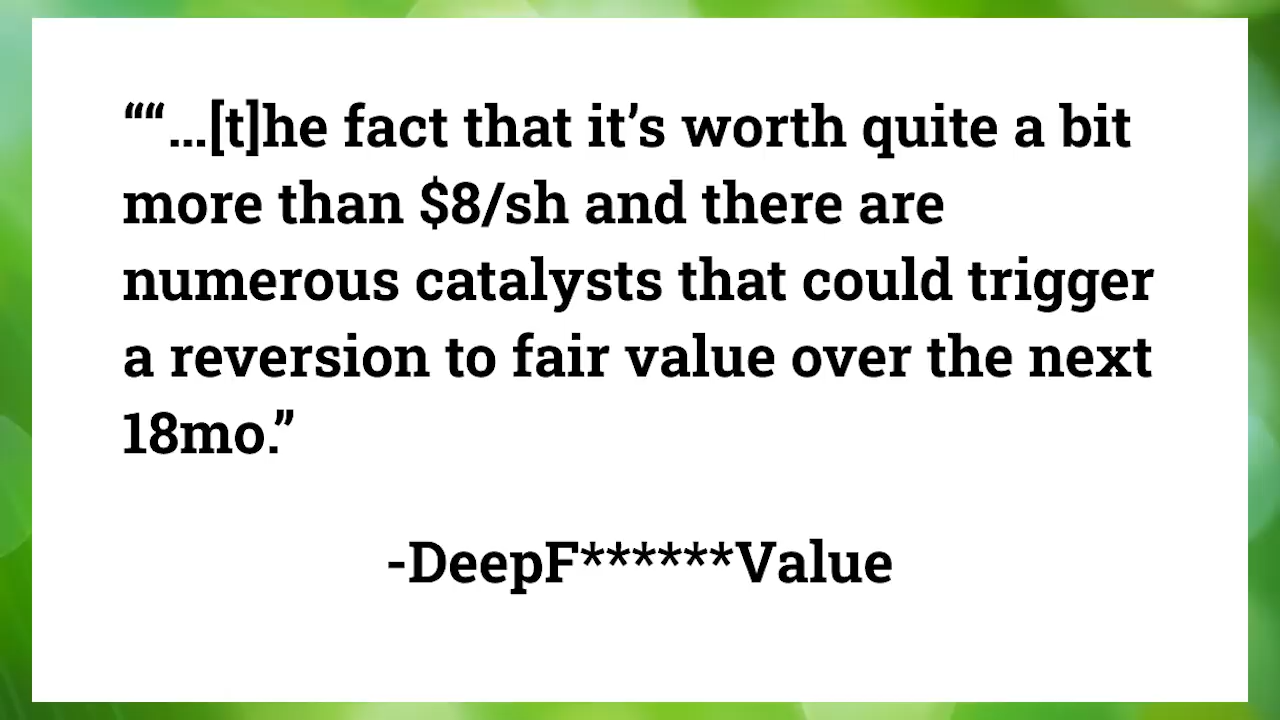 ““…[t]he fact that it’s worth quite a bit
more than $8/sh and there are
numerous catalysts that could trigger
a reversion to fair value over the next
18mo.”
-DeepF******Value